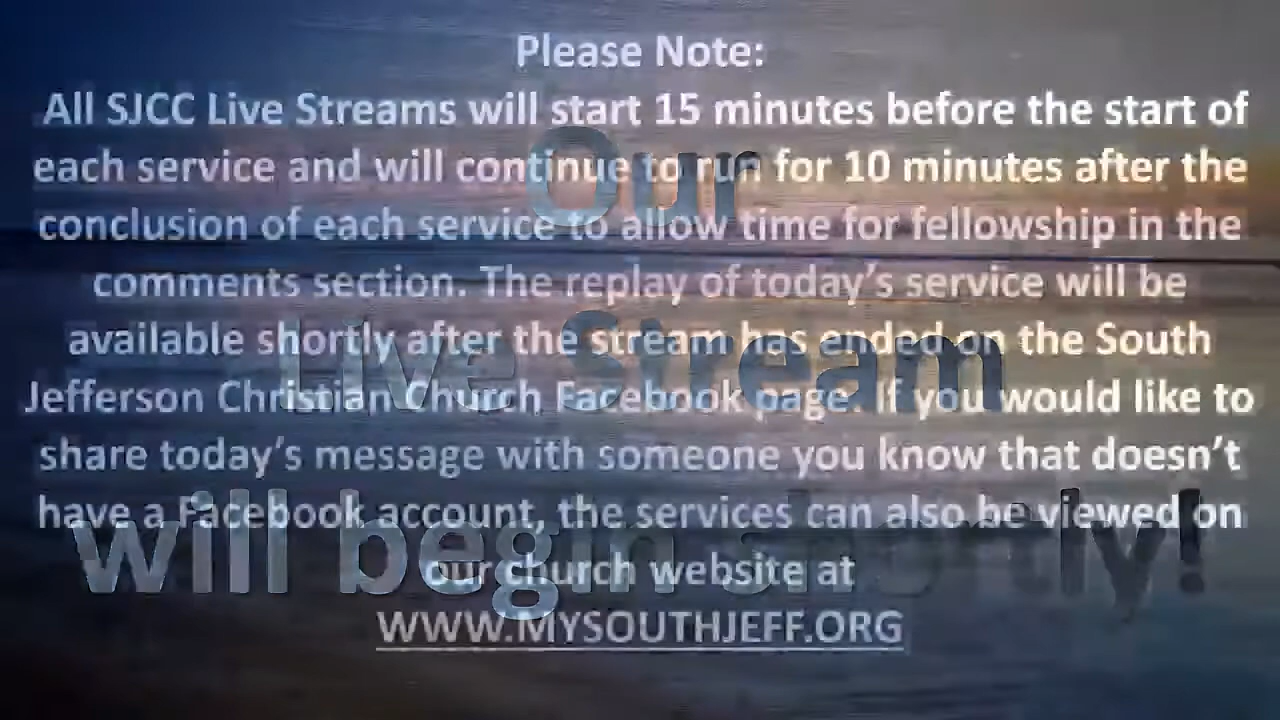 Please Note:
All SJCC Live Streams will start 15 minutes before the start of
each service and will continue to run for 10 minutes after the
conclusion of each service to allow time for fellowship in the
comments section. The replay of today’s service will be
available shortly after the stream has ended on the South
Jefferson Christian Church Facebook page. If you would like to
share today’s message with someone you know that doesn’t
have a Facebook account, the services can also be viewed on
our church website at
WWW.MYSOUTHJEFF.ORG
Our
Live Stream
will begin shortly!